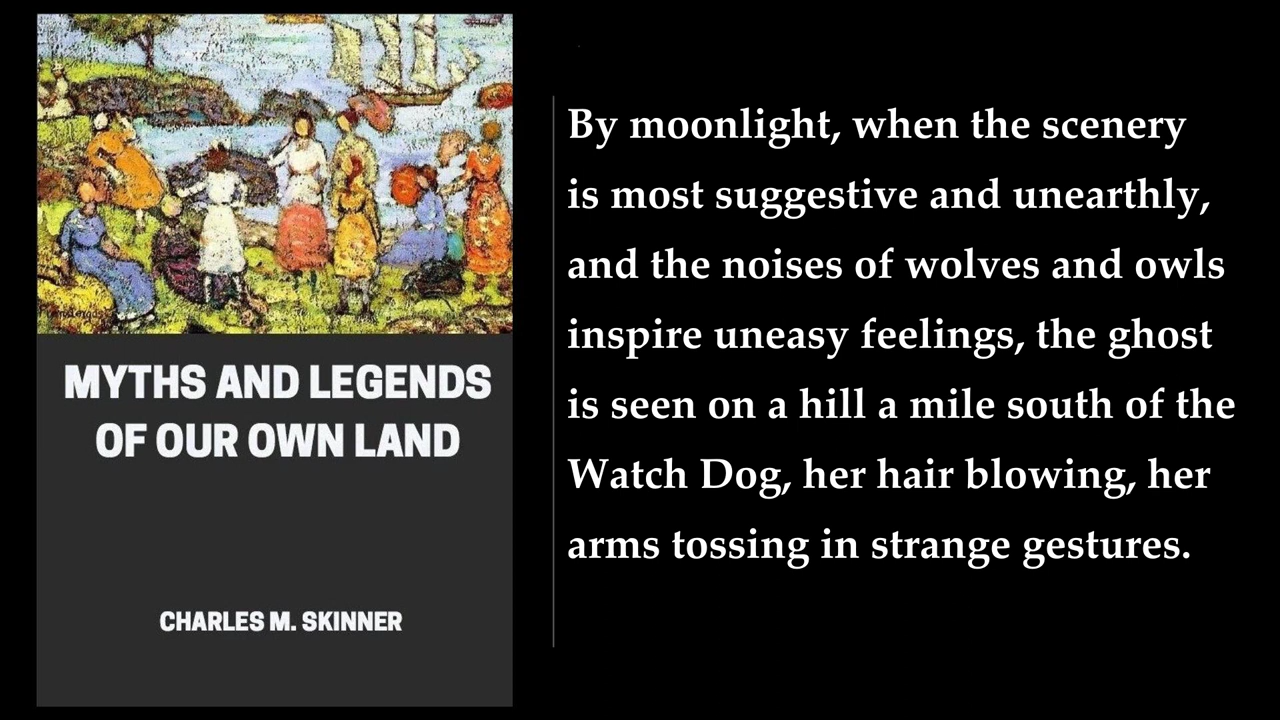 MYTHS AND LEGENDS
OF OUR OWN LAND
CHARLES M. SKINNER
By moonlight, when the scenery
is most suggestive and unearthly,
and the noises of wolves and owls
inspire uneasy feelings, the ghost
is seen on a hill a mile south of the
Watch Dog, her hair blowing, her
arms tossing in strange gestures.